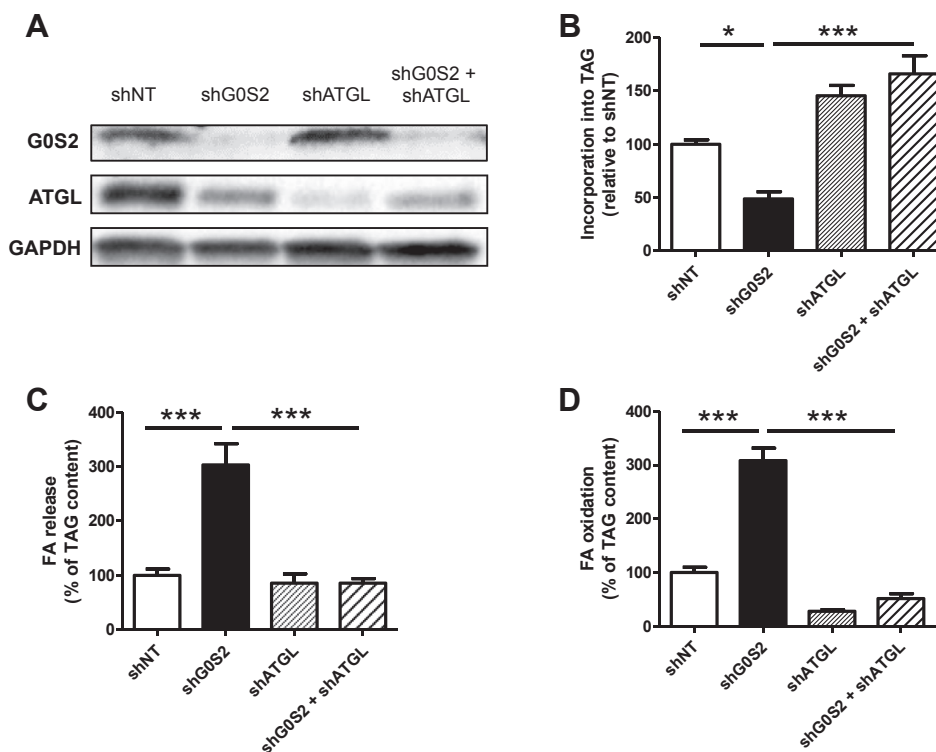 A
shNT
shG0S2
shATGL
shG0S2 +
shATGL
G0S2
ATGL
GAPDH
B
Incorporation into TAG
(relative to shNT)
200
150
100
50
0
*
***
shNT
shG0S2
shATGL
shG0S2 + shATGL
C
FA release
(% of TAG content)
400
300
200
100
0
***
***
shNT
shG0S2
shATGL
shG0S2 + shATGL
D
FA oxidation
(% of TAG content)
400
300
200
100
0
***
***
shNT
shG0S2
shATGL
shG0S2 + shATGL